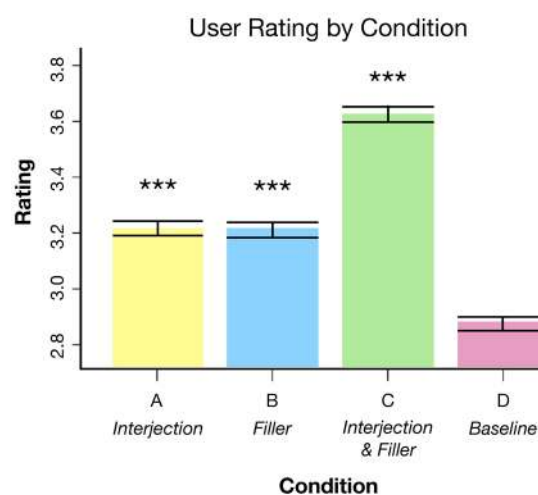 User Rating by Condition
***
***
***
Rating
3.8
3.6
3.4
3.2
3.0
2.8
A
B
C
D
Interjection
Filler
Interjection
& Filler
Baseline
Condition